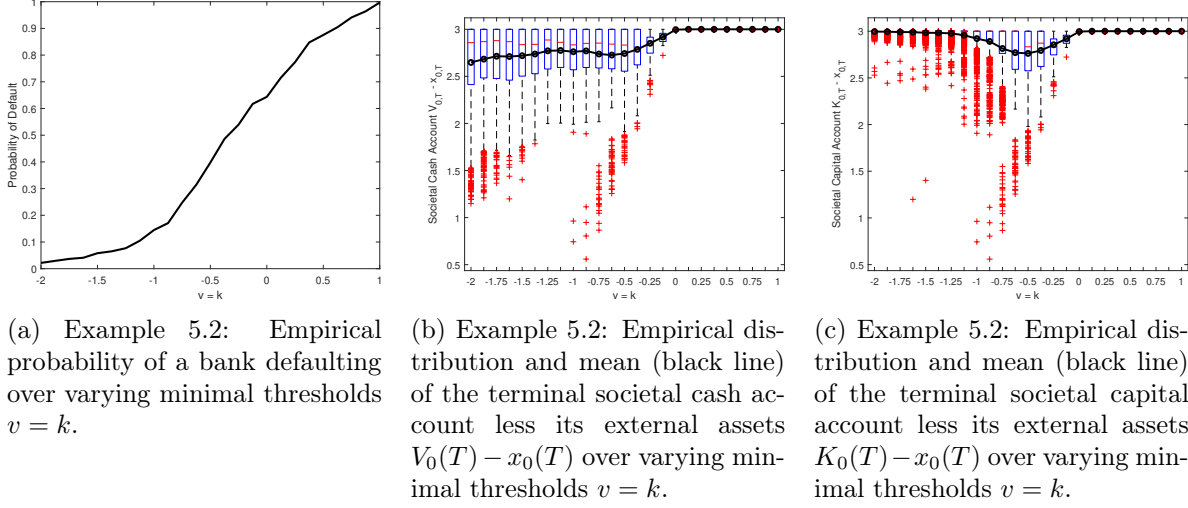 1
0.9
0.8
0.7
0.6
0.5
0.4
0.3
0.2
0.1
0
Probability of Default
-2 -1.5 -1 -0.5 0 0.5 1
v = k
3
2.5
2
1.5
1
0.5
Societal Cash Account V0,T - x0,T
-2 -1.75 -1.5 -1.25 -1 -0.75 -0.5 -0.25 0 0.25 0.5 0.75 1
v = k
3
2.5
2
1.5
1
0.5
Societal Capital Account K0,T - x0,T
-2 -1.75 -1.5 -1.25 -1 -0.75 -0.5 -0.25 0 0.25 0.5 0.75 1
v = k
(a) Example 5.2: Empirical
probability of a bank defaulting
over varying minimal thresholds
v = k.
(b) Example 5.2: Empirical dis-
tribution and mean (black line)
of the terminal societal cash ac-
count less its external assets
V0(T) − x0(T) over varying min-
imal thresholds v = k.
(c) Example 5.2: Empirical dis-
tribution and mean (black line)
of the terminal societal capital
account less its external assets
K0(T) − x0(T) over varying min-
imal thresholds v = k.